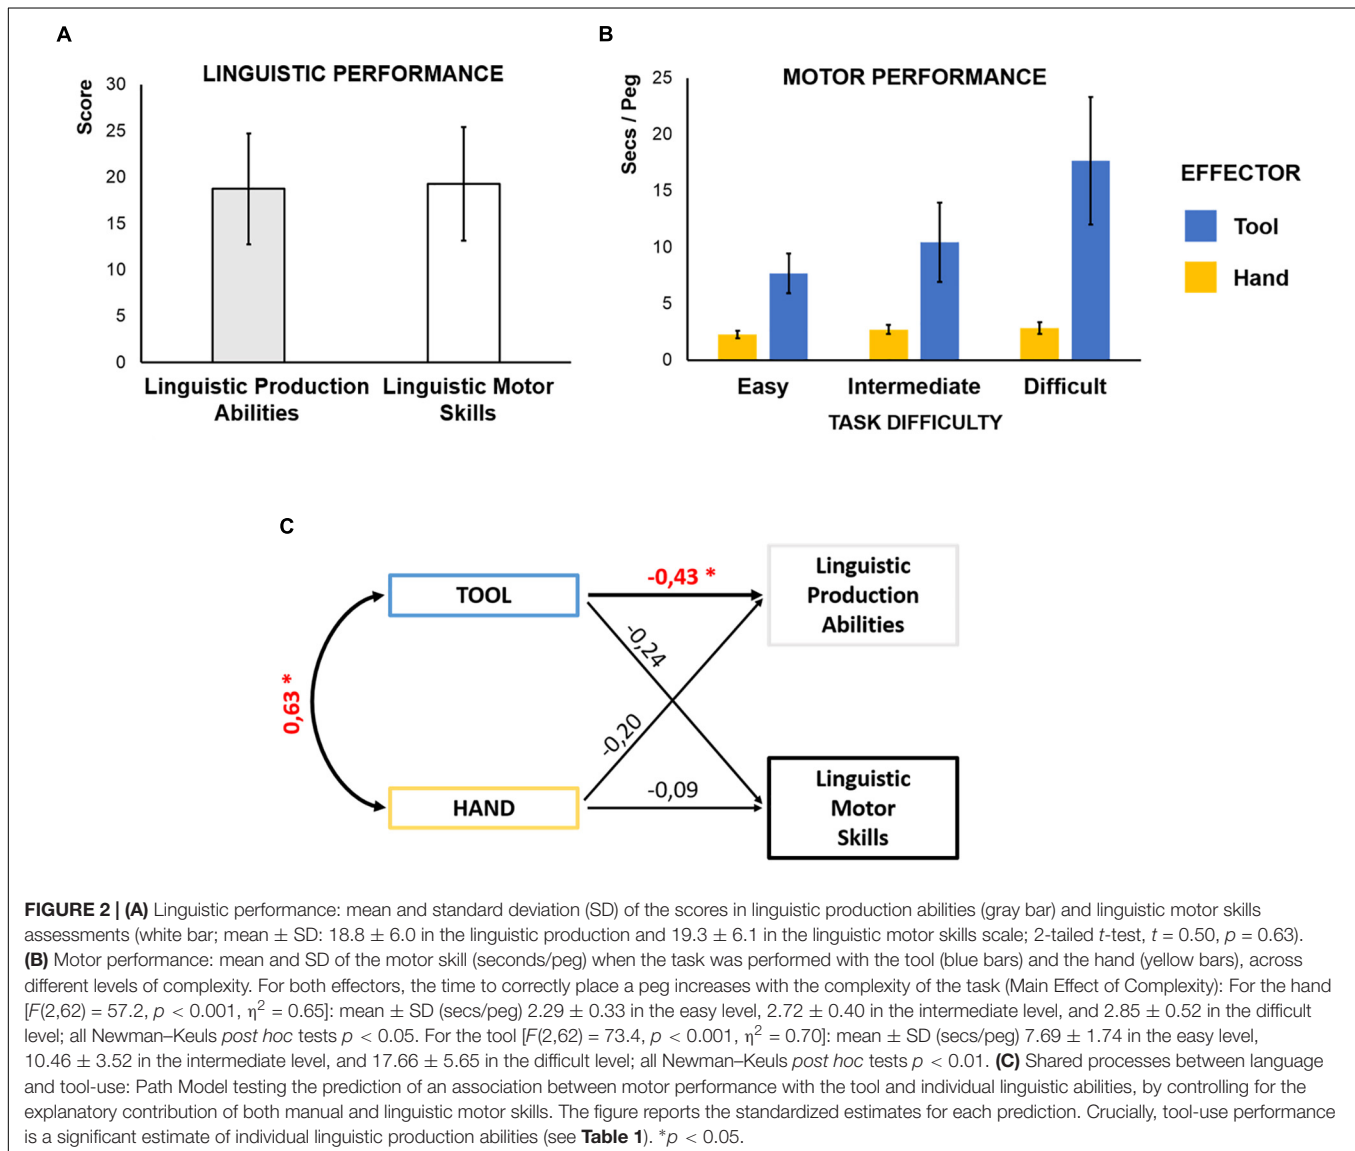 A
LINGUISTIC PERFORMANCE
Score
30
25
20
15
10
5
0
Linguistic Production
Abilities
Linguistic Motor
Skills
B
MOTOR PERFORMANCE
Secs / Peg
25
20
15
10
5
0
Easy
Intermediate
Difficult
TASK DIFFICULTY
EFFECTOR
Tool
Hand
C
TOOL
HAND
0,63 *
-0,43 *
-0,24
-0,20
-0,09
Linguistic
Production
Abilities
Linguistic
Motor
Skills
FIGURE 2 | (A) Linguistic performance: mean and standard deviation (SD) of the scores in linguistic production abilities (gray bar) and linguistic motor skills
assessments (white bar; mean ± SD: 18.8 ± 6.0 in the linguistic production and 19.3 ± 6.1 in the linguistic motor skills scale; 2-tailed t-test, t = 0.50, p = 0.63).
(B) Motor performance: mean and SD of the motor skill (seconds/peg) when the task was performed with the tool (blue bars) and the hand (yellow bars), across
different levels of complexity. For both effectors, the time to correctly place a peg increases with the complexity of the task (Main Effect of Complexity): For the hand
[F(2,62) = 57.2, p < 0.001, η² = 0.65]: mean ± SD (secs/peg) 2.29 ± 0.33 in the easy level, 2.72 ± 0.40 in the intermediate level, and 2.85 ± 0.52 in the difficult
level; all Newman–Keuls post hoc tests p < 0.05. For the tool [F(2,62) = 73.4, p < 0.001, η² = 0.70]: mean ± SD (secs/peg) 7.69 ± 1.74 in the easy level,
10.46 ± 3.52 in the intermediate level, and 17.66 ± 5.65 in the difficult level; all Newman–Keuls post hoc tests p < 0.01. (C) Shared processes between language
and tool-use: Path Model testing the prediction of an association between motor performance with the tool and individual linguistic abilities, by controlling for the
explanatory contribution of both manual and linguistic motor skills. The figure reports the standardized estimates for each prediction. Crucially, tool-use performance
is a significant estimate of individual linguistic production abilities (see Table 1). *p < 0.05.